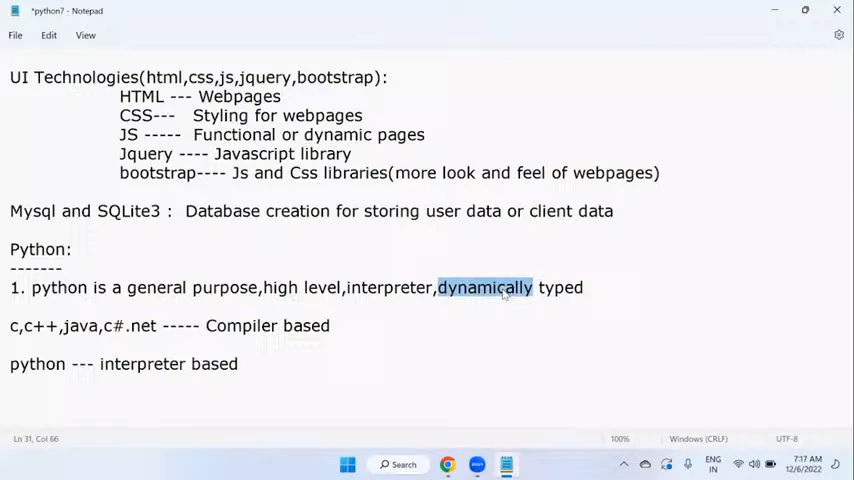 *python7 - Notepad
File Edit View
UI Technologies(html,css,js,jquery,bootstrap):
HTML --- Webpages
CSS--- Styling for webpages
JS ----- Functional or dynamic pages
Jquery ---- Javascript library
bootstrap---- Js and Css libraries(more look and feel of webpages)
Mysql and SQLite3 : Database creation for storing user data or client data
Python:
-------
1. python is a general purpose,high level,interpreter,dynamically typed
c,c++,java,c#.net ----- Compiler based
python --- interpreter based
Ln 31, Col 66 100% Windows (CRLF) UTF-8
Search ENG IN 7:17 AM 12/6/2022